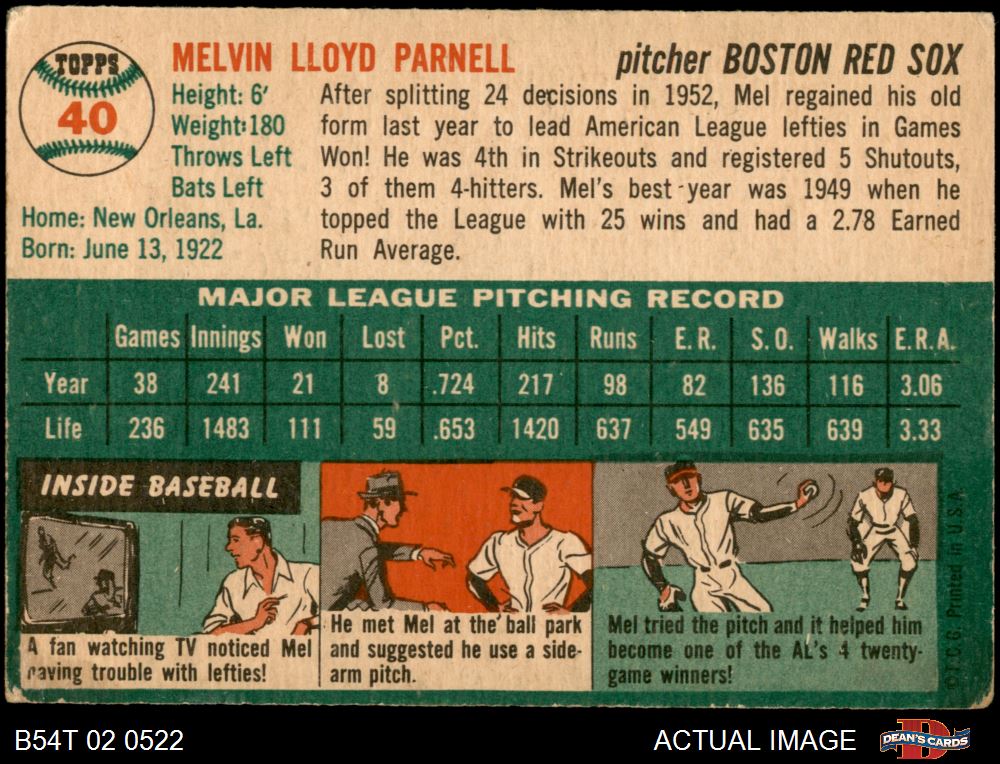 TOPPS
40
MELVIN LLOYD PARNELL
pitcher BOSTON RED SOX
Height: 6'
Weight: 180
Throws Left
Bats Left
Home: New Orleans, La.
Born: June 13, 1922
After splitting 24 decisions in 1952, Mel regained his old
form last year to lead American League lefties in Games
Won! He was 4th in Strikeouts and registered 5 Shutouts,
3 of them 4-hitters. Mel's best year was 1949 when he
topped the League with 25 wins and had a 2.78 Earned
Run Average.
MAJOR LEAGUE PITCHING RECORD
Games Innings Won Lost Pct. Hits Runs E.R. S.O. Walks E.R.A.
Year 38 241 21 8 .724 217 98 82 136 116 3.06
Life 236 1483 111 59 .653 1420 637 549 635 639 3.33
INSIDE BASEBALL
A fan watching TV noticed Mel
having trouble with lefties!
He met Mel at the ball park
and suggested he use a side-
arm pitch.
Mel tried the pitch and it helped him
become one of the AL's 4 twenty-
game winners!
©T.C.G. Printed in U.S.A.
B54T 02 0522
ACTUAL IMAGE
DEAN'S CARDS